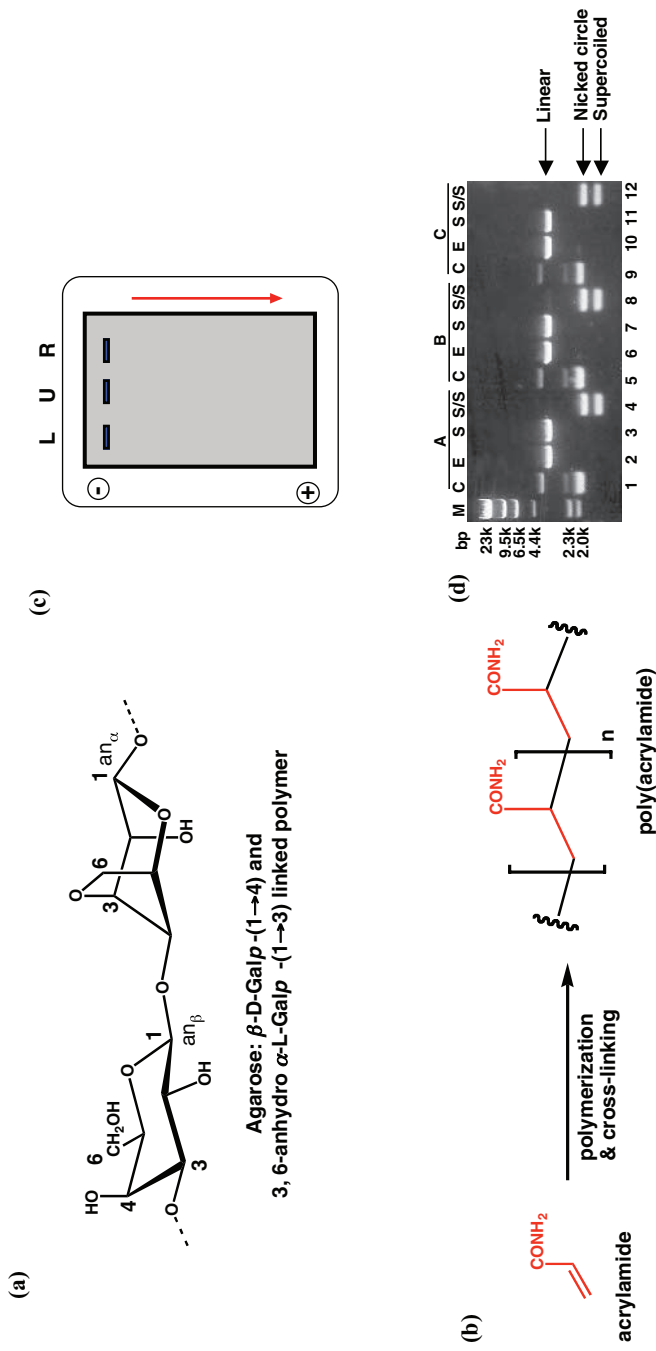 (a)
HO
6
CH₂OH
4
O
O
3
OH
1
anβ
O
O
3
6
O
OH
1
anα
O
Agarose: β-D-Galp -(1→4) and
3, 6-anhydro α-L-Galp -(1→3) linked polymer
(b)
CONH₂
acrylamide
polymerization
& cross-linking
CONH₂
CONH₂
n
poly(acrylamide)
(c)
L U R
-
+
(d)
A B C
bp M C E S S/S C E S S/S C E S S/S
23k
9.5k
6.5k
4.4k
2.3k
2.0k
Linear
Nicked circle
Supercoiled
1 2 3 4 5 6 7 8 9 10 11 12